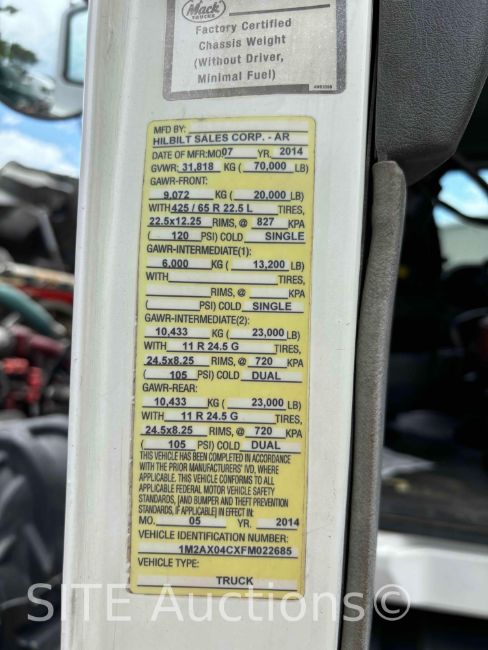 Mack
TRUCKS
Factory Certified
Chassis Weight
(Without Driver,
Minimal Fuel)
MFD BY:
HILBILT SALES CORP. - AR
DATE OF MFR:MO07 YR. 2014
GVWR: 31,818 KG ( 70,000 LB)
GAWR-FRONT:
9,072 KG ( 20,000 LB)
WITH 425 / 65 R 22.5 L TIRES,
22.5x12.25 RIMS, @ 827 KPA
( 120 PSI) COLD SINGLE
GAWR-INTERMEDIATE(1):
6,000 KG ( 13,200 LB)
WITH TIRES,
RIMS, @ KPA
( PSI) COLD SINGLE
GAWR-INTERMEDIATE(2):
10,433 KG ( 23,000 LB)
WITH 11 R 24.5 G TIRES,
24.5x8.25 RIMS, @ 720 KPA
( 105 PSI) COLD DUAL
GAWR-REAR:
10,433 KG ( 23,000 LB)
WITH 11 R 24.5 G TIRES,
24.5x8.25 RIMS, @ 720 KPA
( 105 PSI) COLD DUAL
THIS VEHICLE HAS BEEN COMPLETED IN ACCORDANCE
WITH THE PRIOR MANUFACTURERS' IVD, WHERE
APPLICABLE. THIS VEHICLE CONFORMS TO ALL
APPLICABLE FEDERAL MOTOR VEHICLE SAFETY
STANDARDS, [AND BUMPER AND THEFT PREVENTION
STANDARDS, IF APPLICABLE] IN EFFECT IN:
MO. 05 YR. 2014
VEHICLE IDENTIFICATION NUMBER:
1M2AX04CXFM022685
VEHICLE TYPE:
TRUCK
SITE Auctions©